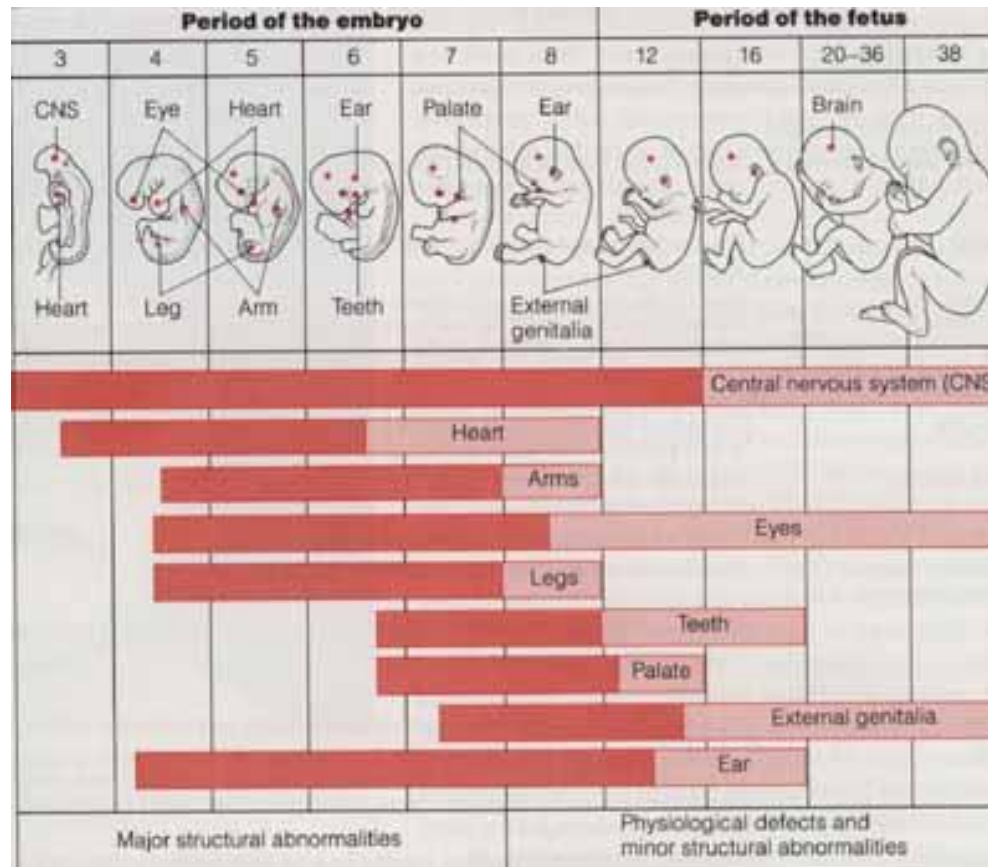 Period of the embryo Period of the fetus
3 4 5 6 7 8 12 16 20–36 38
CNS Eye Heart Ear Palate Ear Brain
Heart Leg Arm Teeth External
genitalia
Central nervous system (CNS
Heart
Arms
Eyes
Legs
Teeth
Palate
External genitalia
Ear
Major structural abnormalities Physiological defects and
minor structural abnormalities